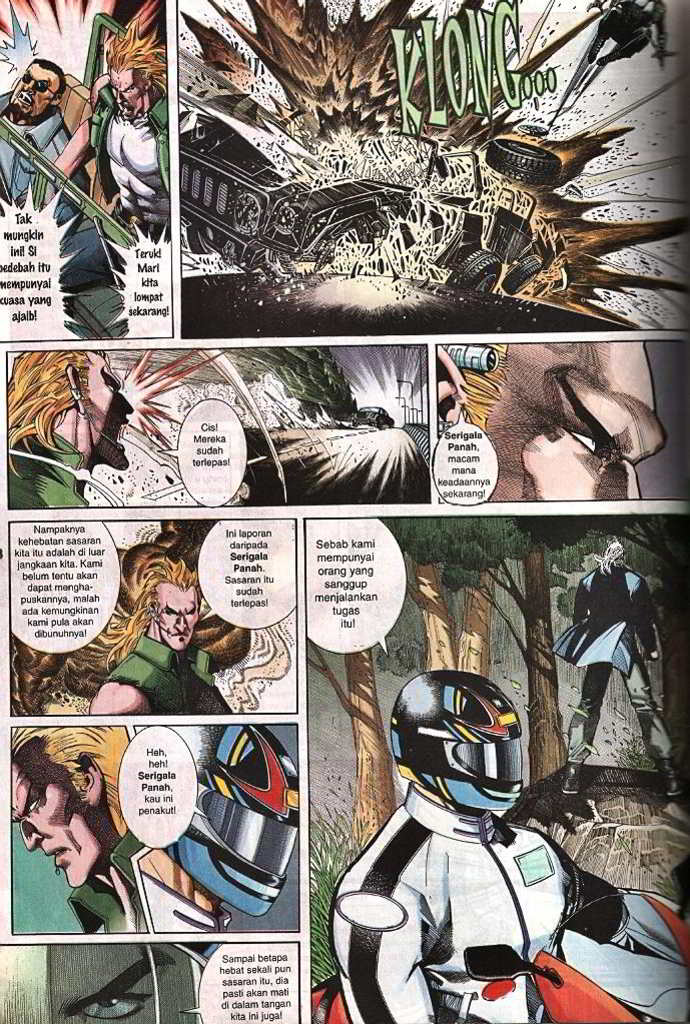 Tak
mungkin
ini! Si
bedebah itu
mempunyai
kuasa yang
ajaib!
Teruk!
Mari
kita
lompat
sekarang!
KLONG...
Cis!
Mereka
sudah
terlepas!
Serigala
Panah,
macam
mana
keadaannya
sekarang!
Nampaknya
kehebatan sasaran
kita itu adalah di luar
jangkaan kita. Kami
belum tentu akan
dapat mengha-
puskannya, malah
ada kemungkinan
kami pula akan
dibunuhnya!
Ini laporan
daripada
Serigala
Panah.
Sasaran itu
sudah
terlepas!
Heh,
heh!
Serigala
Panah,
kau ini
penakut!
Sebab kami
mempunyai
orang yang
sanggup
menjalankan
tugas
itu!
Sampai betapa
hebat sekali pun
sasaran itu, dia
pasti akan mati
di dalam tangan
kita ini juga!